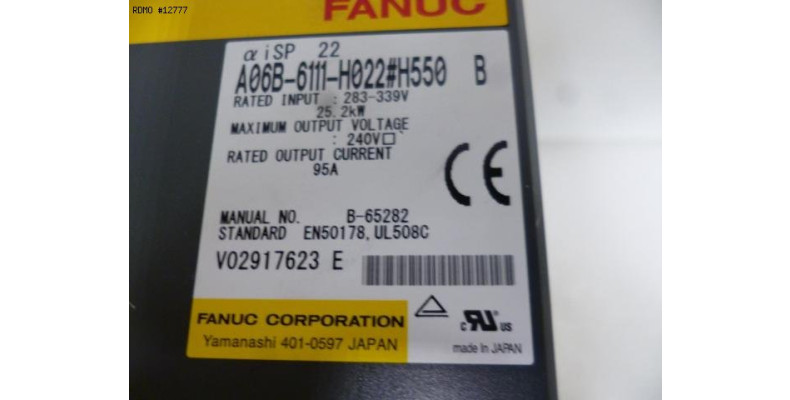 RDMO #12777
FANUC
αiSP 22
A06B-6111-H022#H550 B
RATED INPUT : 283-339V
25.2kW
MAXIMUM OUTPUT VOLTAGE
: 240V□
RATED OUTPUT CURRENT
95A
CE
MANUAL NO. B-65282
STANDARD EN50178,UL508C
V02917623 E
FANUC CORPORATION
Yamanashi 401-0597 JAPAN
c RU US
made in JAPAN